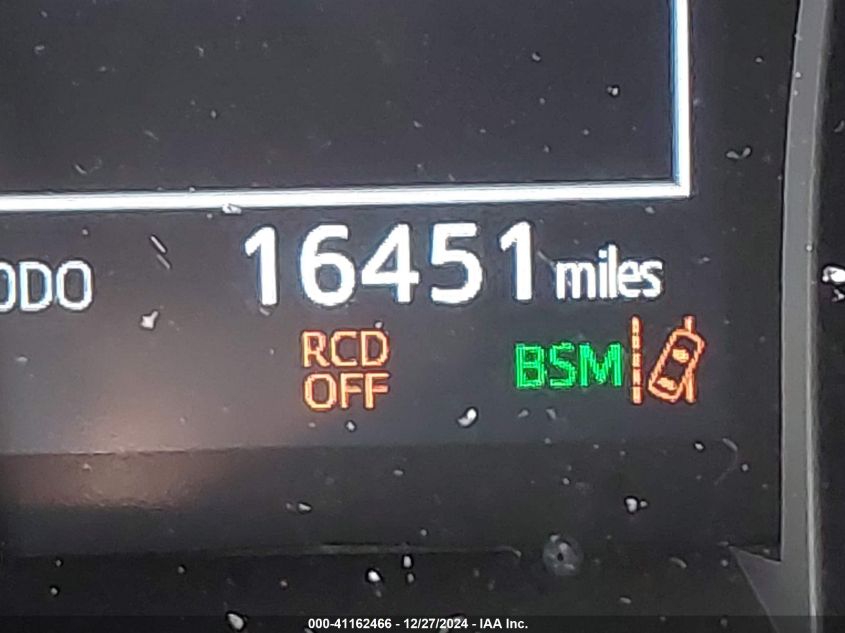 ODO 16451 miles
RCD BSM
OFF
000-41162466 - 12/27/2024 - IAA Inc.